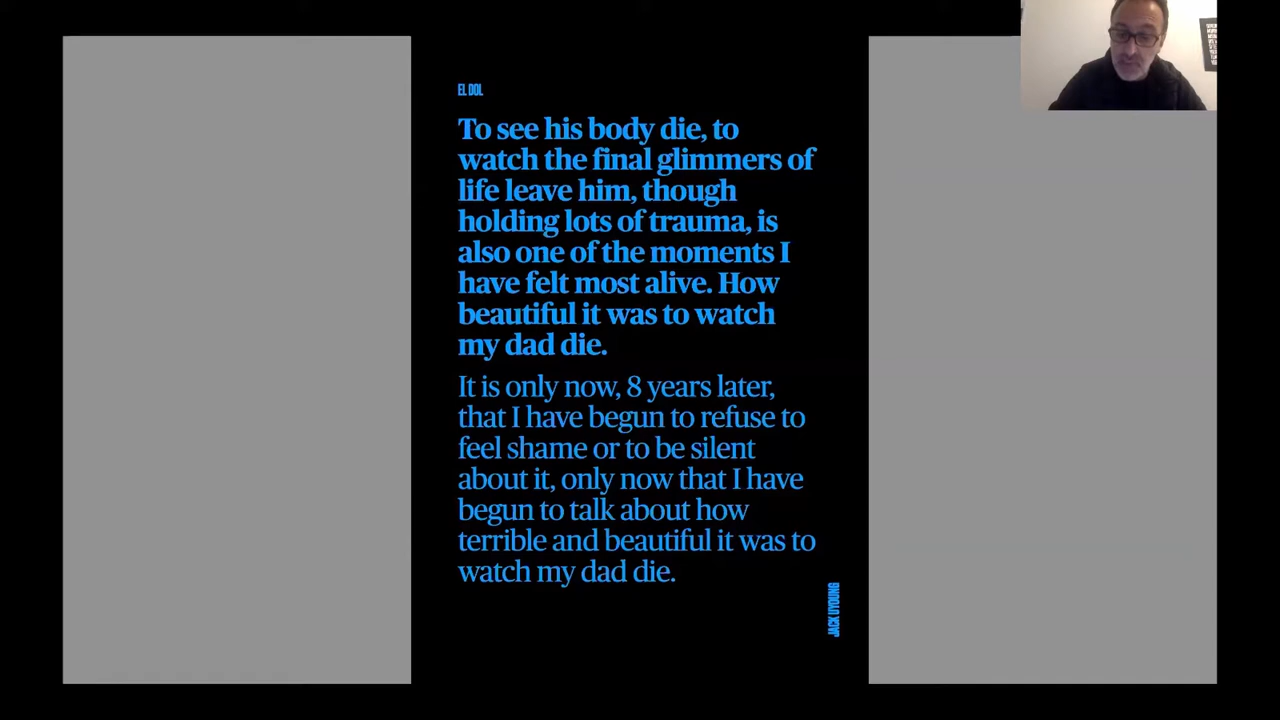 EL DOL
To see his body die, to
watch the final glimmers of
life leave him, though
holding lots of trauma, is
also one of the moments I
have felt most alive. How
beautiful it was to watch
my dad die.
It is only now, 8 years later,
that I have begun to refuse to
feel shame or to be silent
about it, only now that I have
begun to talk about how
terrible and beautiful it was to
watch my dad die.
JACK UYOUNG